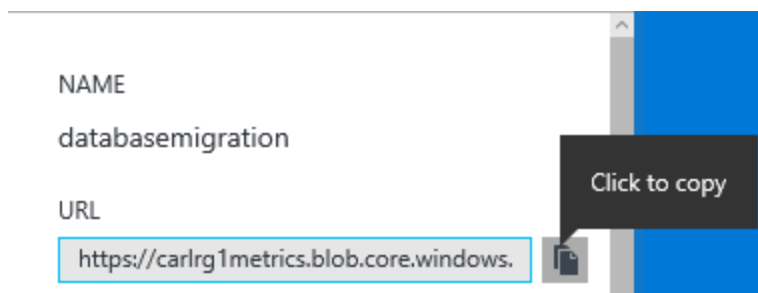 NAME
databasemigration
Click to copy
URL
https://carlrg1metrics.blob.core.windows.